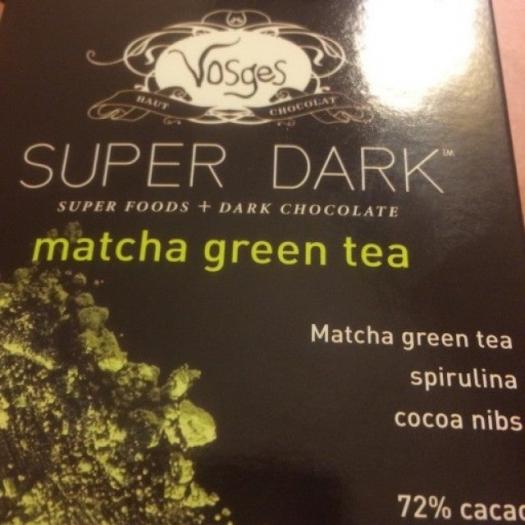 Vosges
HAUT CHOCOLAT
SUPER DARK™
SUPER FOODS + DARK CHOCOLATE
matcha green tea
Matcha green tea
spirulina
cocoa nibs
72% cacao